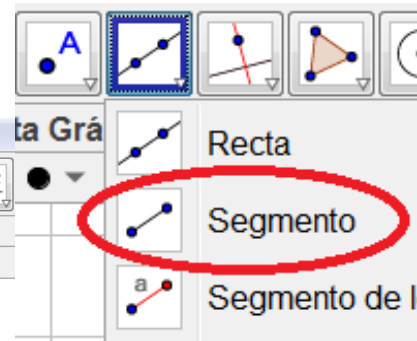 A
ta Grá
Recta
Segmento
a
Segmento de l